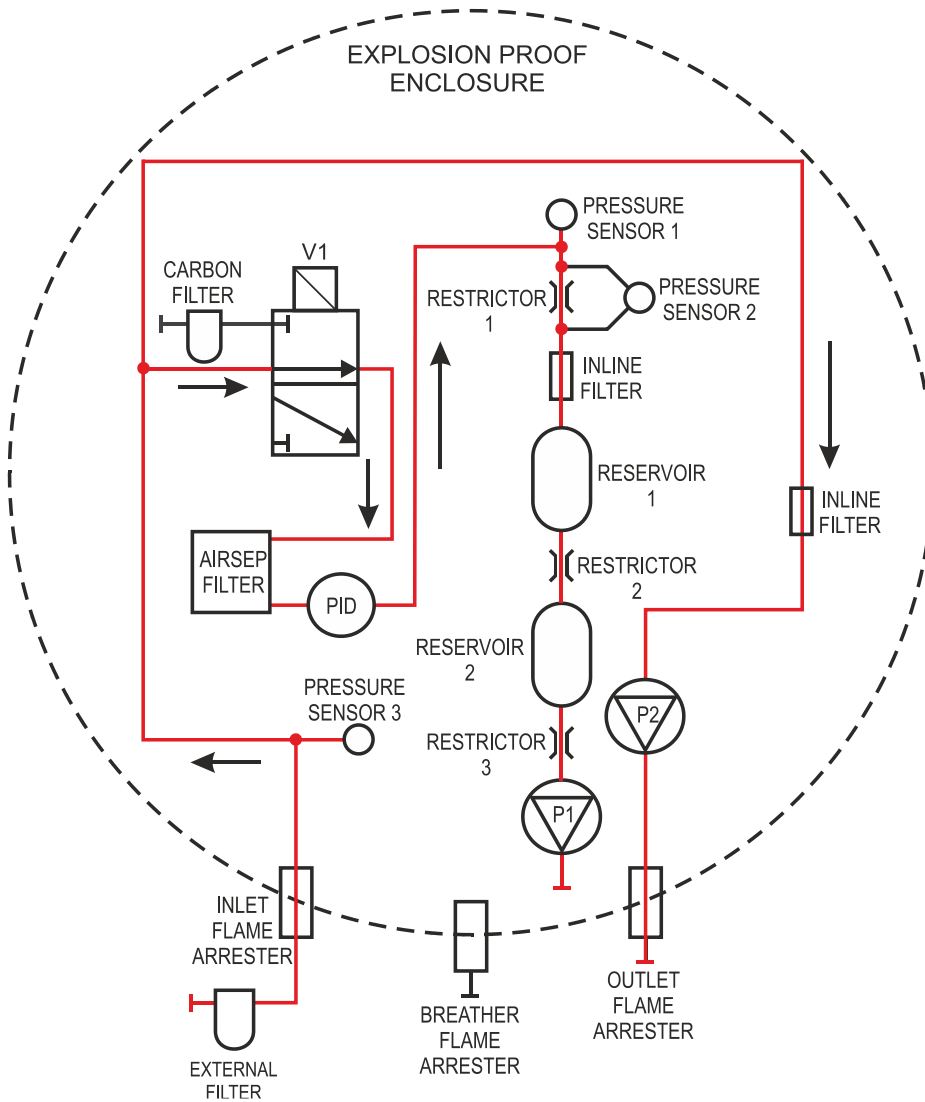 EXPLOSION PROOF
ENCLOSURE
PRESSURE
SENSOR 1
V1
CARBON
FILTER
RESTRICTOR
1
PRESSURE
SENSOR 2
INLINE
FILTER
RESERVOIR
1
INLINE
FILTER
AIRSEP
FILTER
PID
RESTRICTOR
2
RESERVOIR
2
PRESSURE
SENSOR 3
P2
RESTRICTOR
3
P1
INLET
FLAME
ARRESTER
OUTLET
FLAME
ARRESTER
BREATHER
FLAME
ARRESTER
EXTERNAL
FILTER